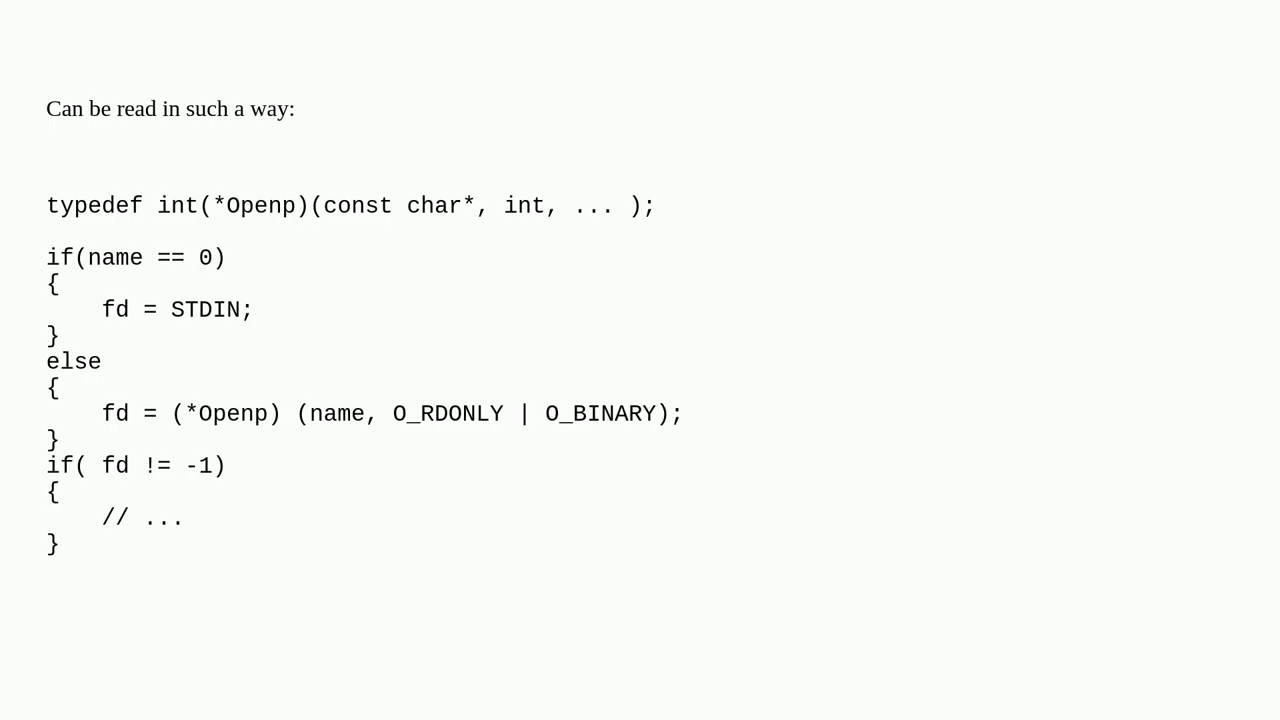 Can be read in such a way:
typedef int(*Openp)(const char*, int, ... );
if(name == 0)
{
    fd = STDIN;
}
else
{
    fd = (*Openp) (name, O_RDONLY | O_BINARY);
}
if( fd != -1)
{
    // ...
}